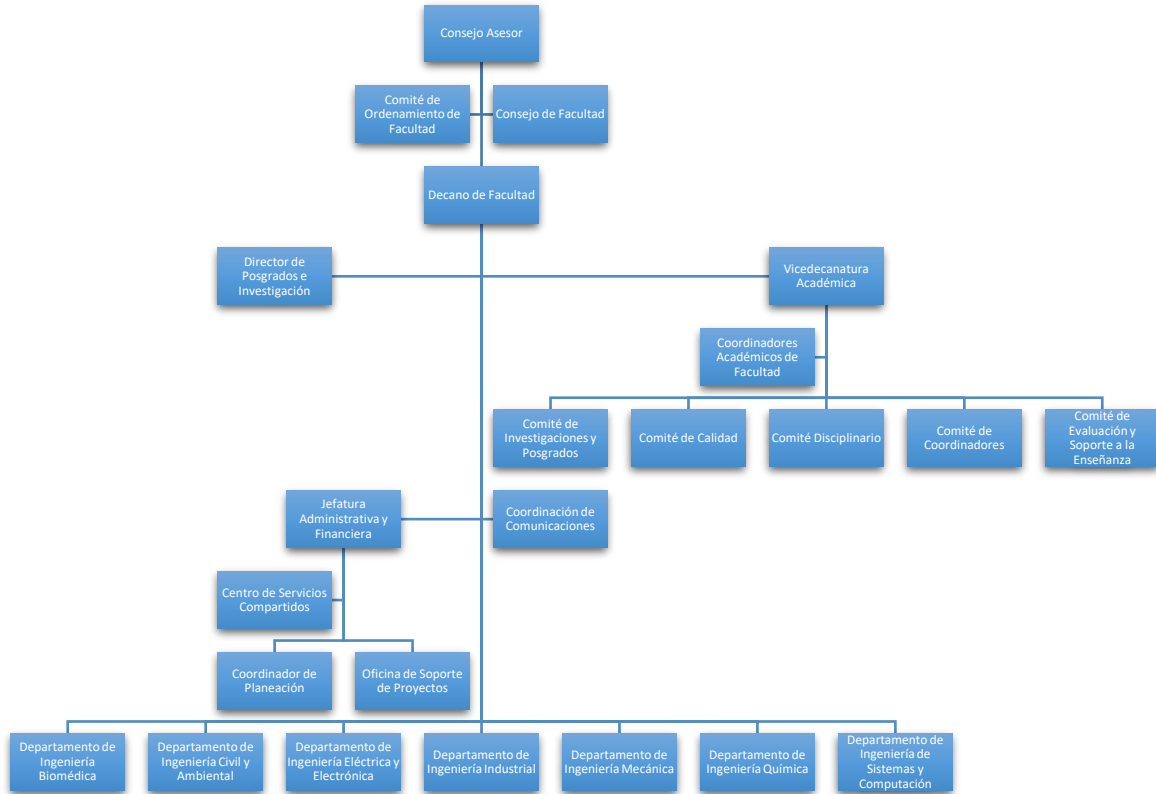 Consejo Asesor
Comité de
Ordenamiento de
Facultad
Consejo de Facultad
Decano de Facultad
Director de
Posgrados e
Investigación
Vicedecanatura
Académica
Coordinadores
Académicos de
Facultad
Comité de
Investigaciones y
Posgrados
Comité de Calidad
Comité Disciplinario
Comité de
Coordinadores
Comité de
Evaluación y
Soporte a la
Enseñanza
Jefatura
Administrativa y
Financiera
Coordinación de
Comunicaciones
Centro de Servicios
Compartidos
Coordinador de
Planeación
Oficina de Soporte
de Proyectos
Departamento de
Ingeniería
Biomédica
Departamento de
Ingeniería Civil y
Ambiental
Departamento de
Ingeniería Eléctrica y
Electrónica
Departamento de
Ingeniería Industrial
Departamento de
Ingeniería Mecánica
Departamento de
Ingeniería Química
Departamento de
Ingeniería de
Sistemas y
Computación